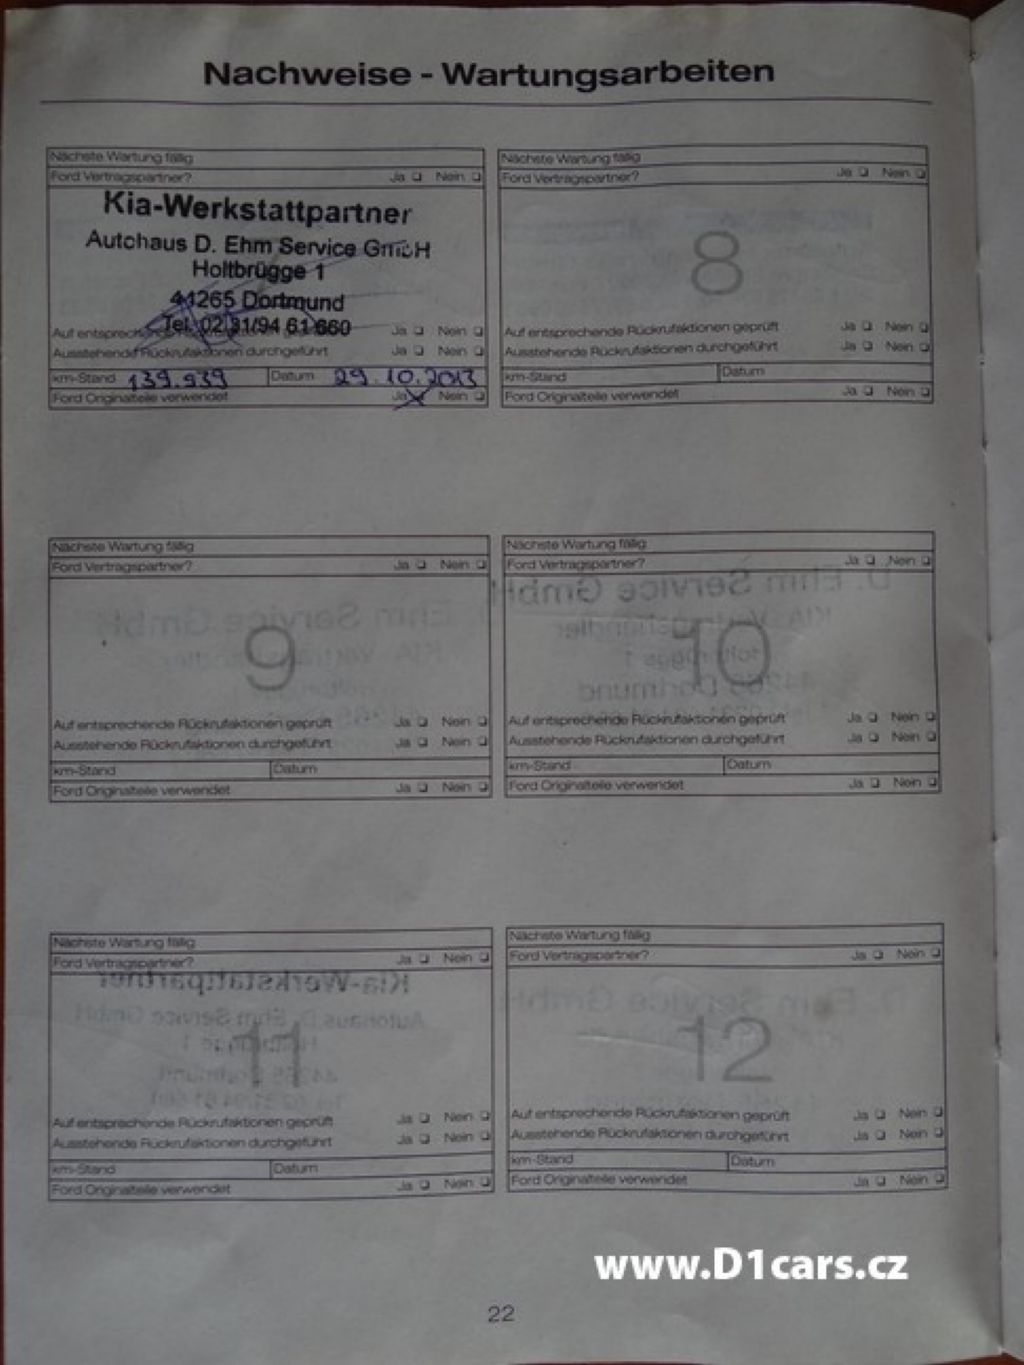 Nachweise - Wartungsarbeiten
Nächste Wartung fällig
Ford Vertragspartner? Ja ❑ Nein ❑
Kia-Werkstattpartner
Autohaus D. Ehm Service GmbH
Holtbrügge 1
44265 Dortmund
Tel. 02 31/94 61 660
Auf entsprechende Rückrufaktionen geprüft Ja ❑ Nein ❑
Ausstehende Rückrufaktionen durchgeführt Ja ❑ Nein ❑
km-Stand 139.939 Datum 29.10.2013
Ford Originalteile verwendet Ja ☒ Nein ❑
Nächste Wartung fällig
Ford Vertragspartner? Ja ❑ Nein ❑
8
Auf entsprechende Rückrufaktionen geprüft Ja ❑ Nein ❑
Ausstehende Rückrufaktionen durchgeführt Ja ❑ Nein ❑
km-Stand Datum
Ford Originalteile verwendet Ja ❑ Nein ❑
Nächste Wartung fällig
Ford Vertragspartner? Ja ❑ Nein ❑
9
Auf entsprechende Rückrufaktionen geprüft Ja ❑ Nein ❑
Ausstehende Rückrufaktionen durchgeführt Ja ❑ Nein ❑
km-Stand Datum
Ford Originalteile verwendet Ja ❑ Nein ❑
Nächste Wartung fällig
Ford Vertragspartner? Ja ❑ Nein ❑
10
Auf entsprechende Rückrufaktionen geprüft Ja ❑ Nein ❑
Ausstehende Rückrufaktionen durchgeführt Ja ❑ Nein ❑
km-Stand Datum
Ford Originalteile verwendet Ja ❑ Nein ❑
Nächste Wartung fällig
Ford Vertragspartner? Ja ❑ Nein ❑
11
Auf entsprechende Rückrufaktionen geprüft Ja ❑ Nein ❑
Ausstehende Rückrufaktionen durchgeführt Ja ❑ Nein ❑
km-Stand Datum
Ford Originalteile verwendet Ja ❑ Nein ❑
Nächste Wartung fällig
Ford Vertragspartner? Ja ❑ Nein ❑
12
Auf entsprechende Rückrufaktionen geprüft Ja ❑ Nein ❑
Ausstehende Rückrufaktionen durchgeführt Ja ❑ Nein ❑
km-Stand Datum
Ford Originalteile verwendet Ja ❑ Nein ❑
www.D1cars.cz
22